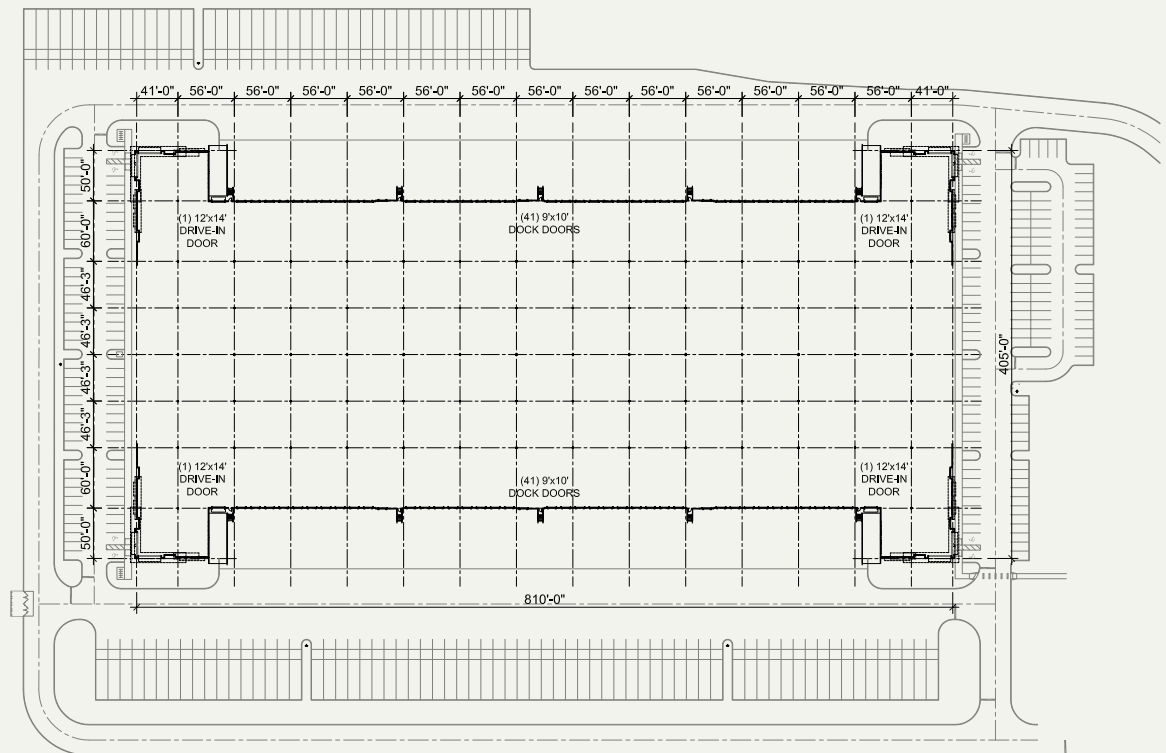 41'-0" 56'-0" 56'-0" 56'-0" 56'-0" 56'-0" 56'-0" 56'-0" 56'-0" 56'-0" 56'-0" 56'-0" 56'-0" 56'-0" 41'-0"
50'-0"
60'-0"
46'-3"
46'-3"
46'-3"
46'-3"
60'-0"
50'-0"
(1) 12'x14'
DRIVE-IN
DOOR
(41) 9'x10'
DOCK DOORS
(1) 12'x14'
DRIVE-IN
DOOR
405'-0"
(1) 12'x14'
DRIVE-IN
DOOR
(41) 9'x10'
DOCK DOORS
(1) 12'x14'
DRIVE-IN
DOOR
810'-0"